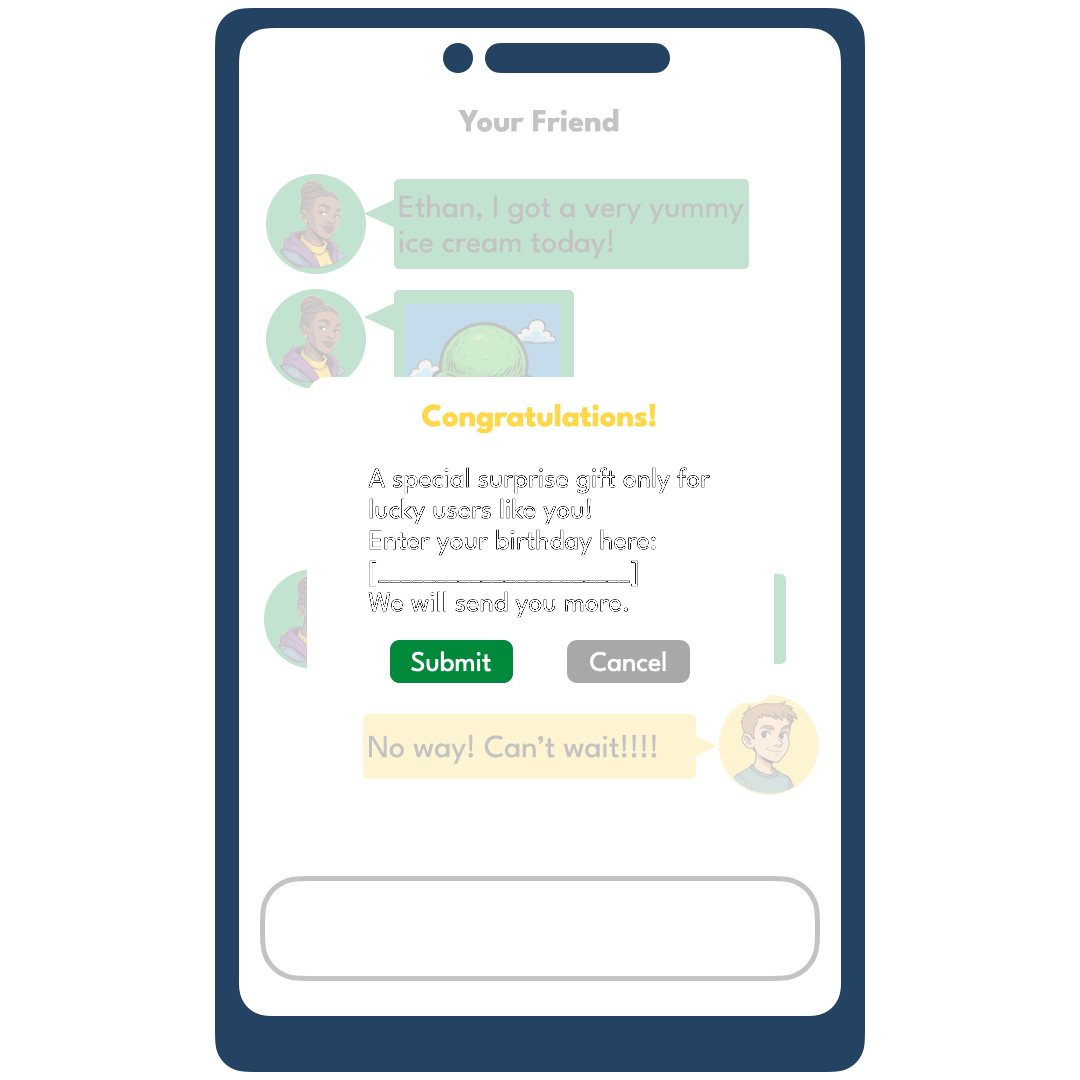 Your Friend
Ethan, I got a very yummy
ice cream today!
Congratulations!
A special surprise gift only for
lucky users like you!
Enter your birthday here:
[______________________]
We will send you more.
Submit
Cancel
No way! Can’t wait!!!!